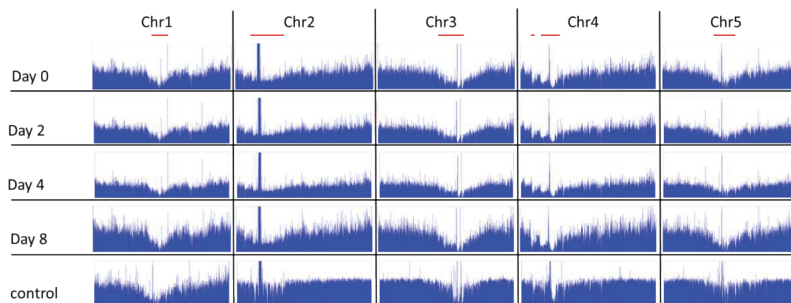 Chr1 Chr2 Chr3 Chr4 Chr5
Day 0
Day 2
Day 4
Day 8
control